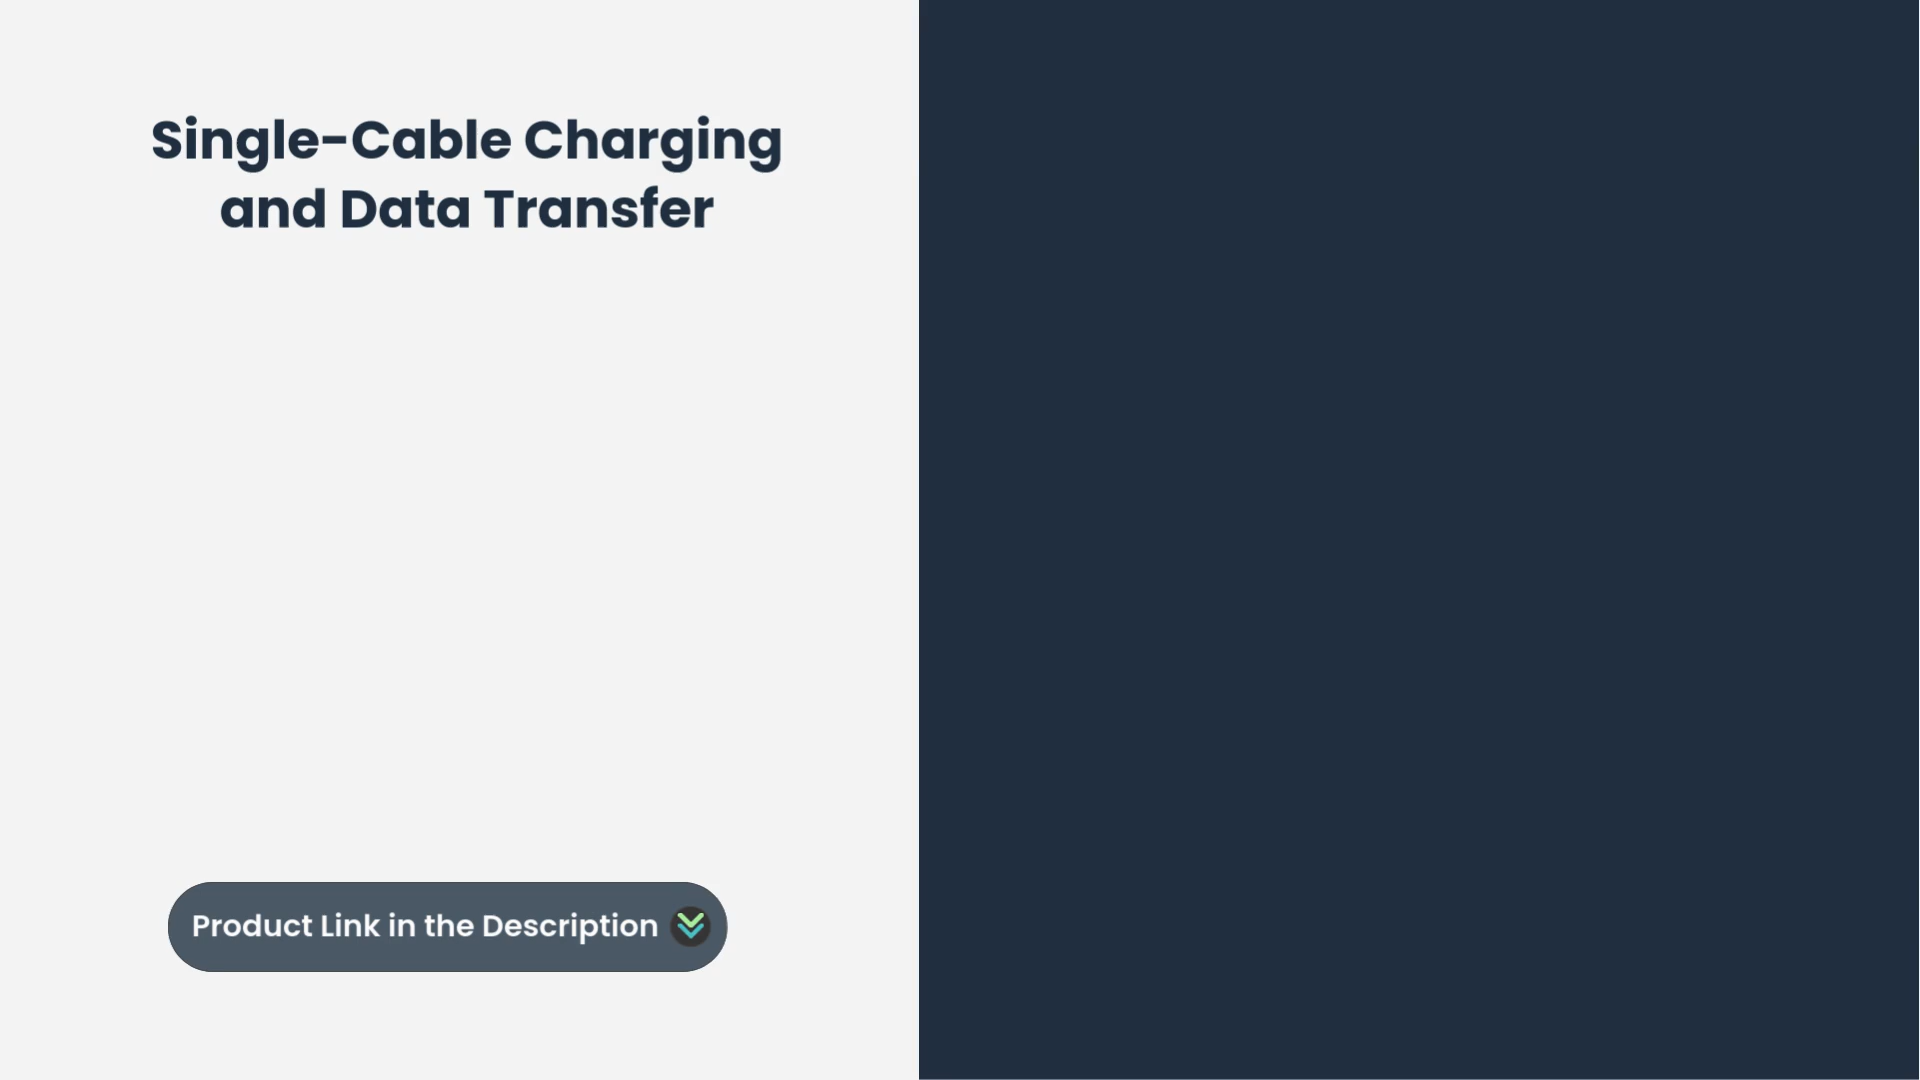 Single-Cable Charging
and Data Transfer
Product Link in the Description